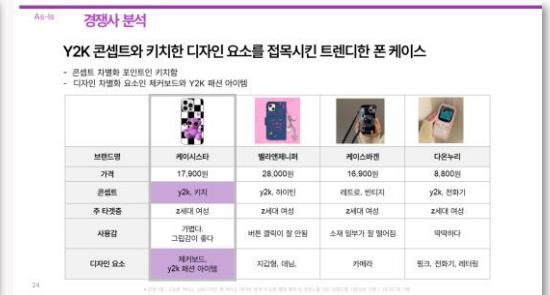 As-Is
경쟁사 분석
Y2K 콘셉트와 키치한 디자인 요소를 접목시킨 트렌디한 폰 케이스
- 콘셉트 차별화 포인트인 키치함
- 디자인 차별화 요소인 체커보드와 Y2K 패션 아이템
브랜드명 케이시스타 벨라앤제니퍼 케이스바겐 다온누리
가격 17,900원 28,000원 16,900원 8,800원
콘셉트 y2k, 키치 y2k, 하이틴 레트로, 빈티지 y2k, 전화기
주 타겟층 z세대 여성 z세대 여성 z세대 여성 z세대 여성
사용감 가볍다. 그립감이 좋다 버튼 클릭이 잘 안됨 소재 일부가 잘 떨어짐 딱딱하다
디자인 요소 체커보드, y2k 패션 아이템 지갑형, 데님, 카메라 핑크, 전화기, 레터링
24